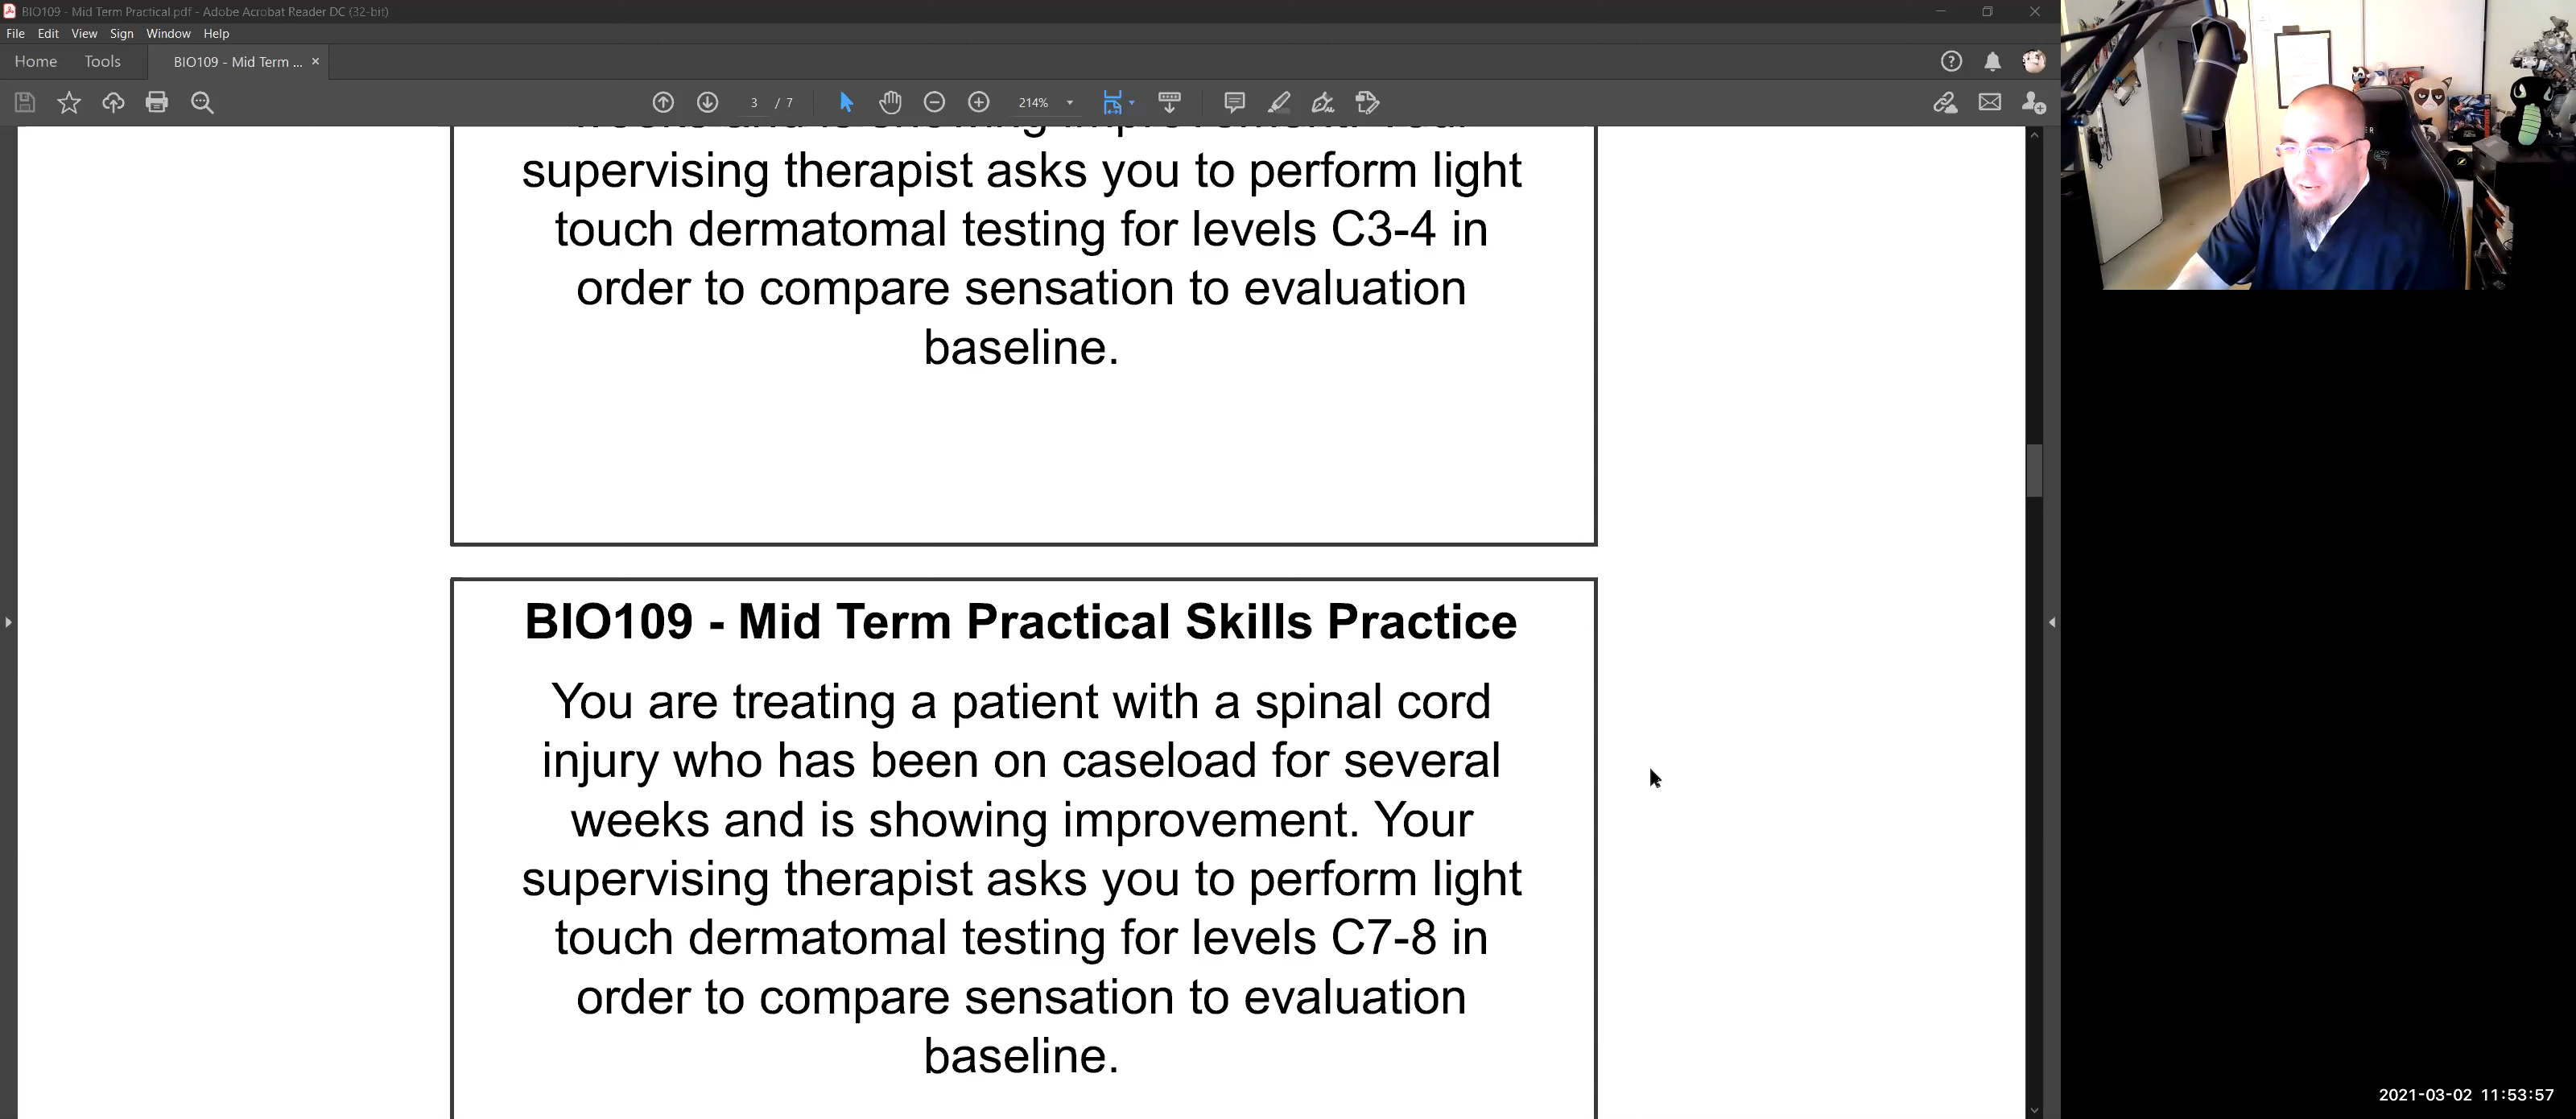 BIO109 - Mid Term Practical.pdf - Adobe Acrobat Reader DC (32-bit)
File Edit View Sign Window Help
Home Tools BIO109 - Mid Term ... ×
3 / 7 214%
supervising therapist asks you to perform light
touch dermatomal testing for levels C3-4 in
order to compare sensation to evaluation
baseline.
BIO109 - Mid Term Practical Skills Practice
You are treating a patient with a spinal cord
injury who has been on caseload for several
weeks and is showing improvement. Your
supervising therapist asks you to perform light
touch dermatomal testing for levels C7-8 in
order to compare sensation to evaluation
baseline.
2021-03-02 11:53:57